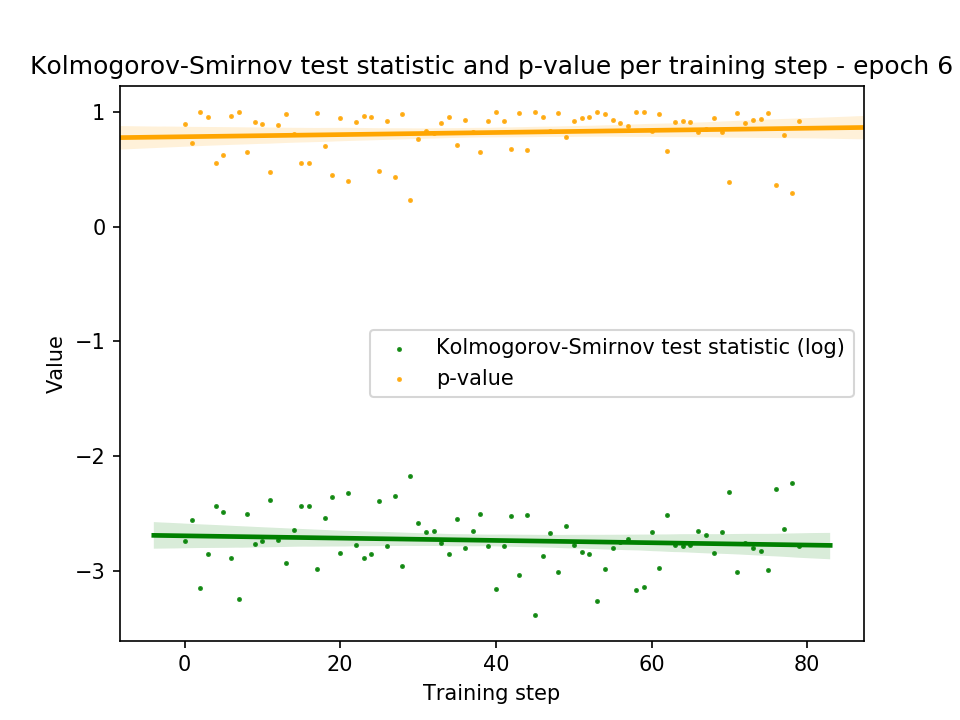 Kolmogorov-Smirnov test statistic and p-value per training step - epoch 6
1
0
−1
−2
−3
Value
Kolmogorov-Smirnov test statistic (log)
p-value
0 20 40 60 80
Training step